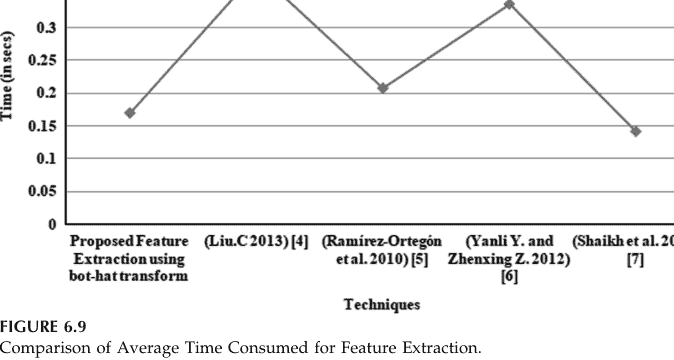 0.3
0.25
0.2
0.15
0.1
0.05
0
Time (in secs)
Proposed Feature
Extraction using
bot-hat transform
(Liu.C 2013) [4]
(Ramírez-Ortegón
et al. 2010) [5]
(Yanli Y. and
Zhenxing Z. 2012)
[6]
(Shaikh et al. 20
[7]
Techniques
FIGURE 6.9
Comparison of Average Time Consumed for Feature Extraction.